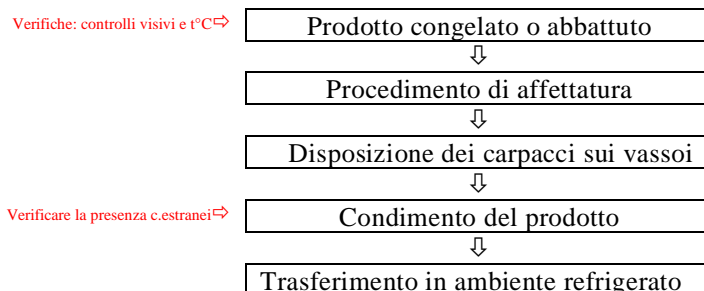 Verifiche: controlli visivi e t°C⇨ Prodotto congelato o abbattuto
⇩
Procedimento di affettatura
⇩
Disposizione dei carpacci sui vassoi
⇩
Verificare la presenza c.estranei⇨ Condimento del prodotto
⇩
Trasferimento in ambiente refrigerato